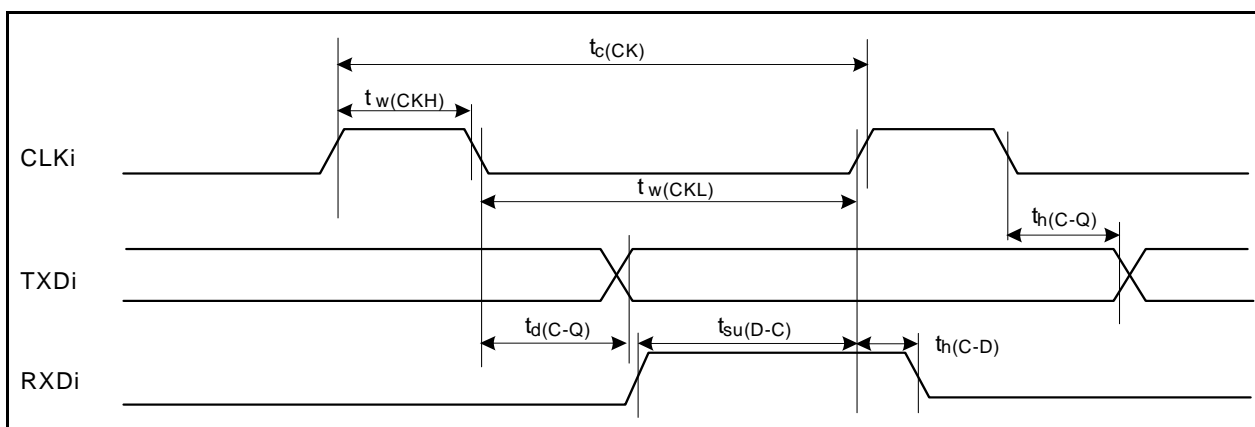 tc(CK)
tw(CKH)
CLKi
tw(CKL)
th(C-Q)
TXDi
td(C-Q)
tsu(D-C)
th(C-D)
RXDi